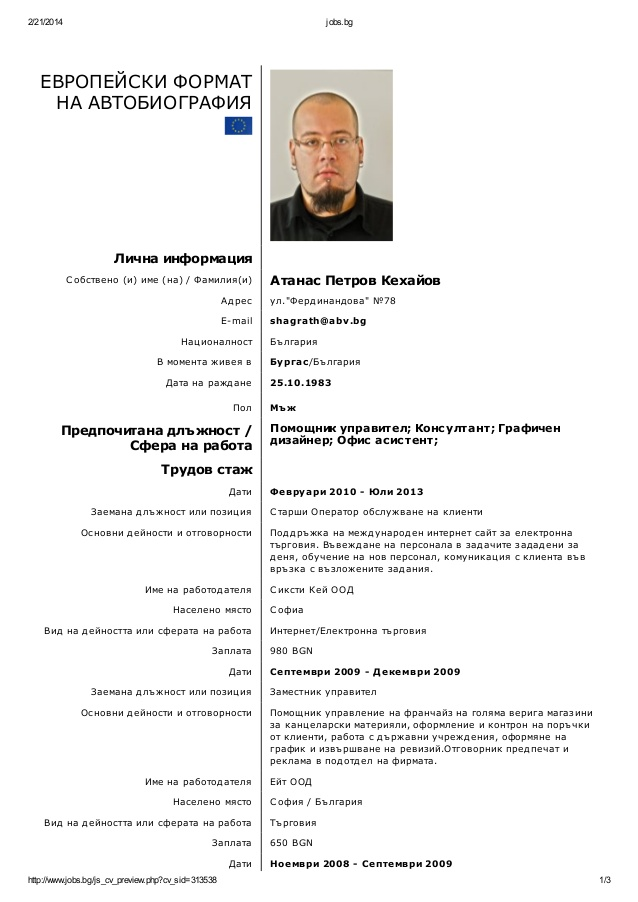 2/21/2014 jobs.bg
ЕВРОПЕЙСКИ ФОРМАТ
НА АВТОБИОГРАФИЯ
Лична информация
Собствено (и) име (на) / Фамилия(и) Атанас Петров Кехайов
Адрес ул."Фердинандова" №78
E-mail shagrath@abv.bg
Националност България
В момента живея в Бургас/България
Дата на раждане 25.10.1983
Пол Мъж
Предпочитана длъжност /
Сфера на работа
Помощник управител; Консултант; Графичен
дизайнер; Офис асистент;
Трудов стаж
Дати Февруари 2010 - Юли 2013
Заемана длъжност или позиция Старши Оператор обслужване на клиенти
Основни дейности и отговорности Поддръжка на международен интернет сайт за електронна
търговия. Въвеждане на персонала в задачите зададени за
деня, обучение на нов персонал, комуникация с клиента във
връзка с възложените задания.
Име на работодателя Сиксти Кей ООД
Населено място София
Вид на дейността или сферата на работа Интернет/Електронна търговия
Заплата 980 BGN
Дати Септември 2009 - Декември 2009
Заемана длъжност или позиция Заместник управител
Основни дейности и отговорности Помощник управление на франчайз на голяма верига магазини
за канцеларски материяли, оформление и контрон на поръчки
от клиенти, работа с държавни учреждения, оформяне на
график и извършване на ревизий.Отговорник предпечат и
реклама в подотдел на фирмата.
Име на работодателя Ейт ООД
Населено място София / България
Вид на дейността или сферата на работа Търговия
Заплата 650 BGN
Дати Ноември 2008 - Септември 2009
http://www.jobs.bg/js_cv_preview.php?cv_sid=313538 1/3